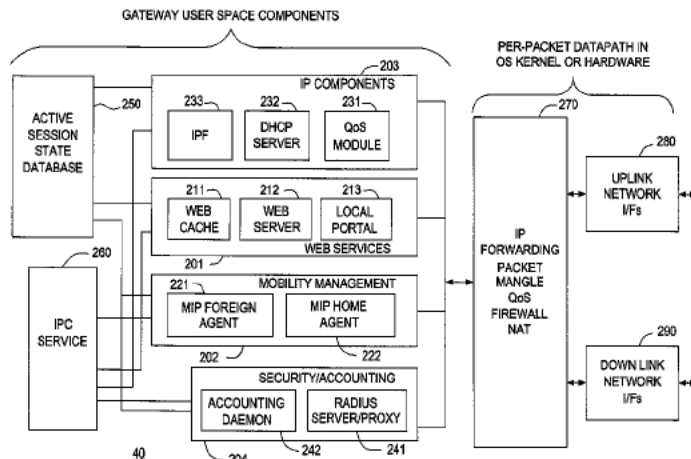 GATEWAY USER SPACE COMPONENTS
PER-PACKET DATAPATH IN
OS KERNEL OR HARDWARE
203
IP COMPONENTS
250
233
232
231
270
280
ACTIVE
SESSION
STATE
DATABASE
IPF
DHCP
SERVER
QoS
MODULE
UPLINK
NETWORK
I/Fs
211
212
213
WEB
CACHE
WEB
SERVER
LOCAL
PORTAL
WEB SERVICES
201
260
IPC
SERVICE
MOBILITY MANAGEMENT
221
MIP FOREIGN
AGENT
MIP HOME
AGENT
202
222
IP
FORWARDING
PACKET
MANGLE
QoS
FIREWALL
NAT
290
DOWN LINK
NETWORK
I/Fs
SECURITY/ACCOUNTING
ACCOUNTING
DAEMON
RADIUS
SERVER/PROXY
40
242
241